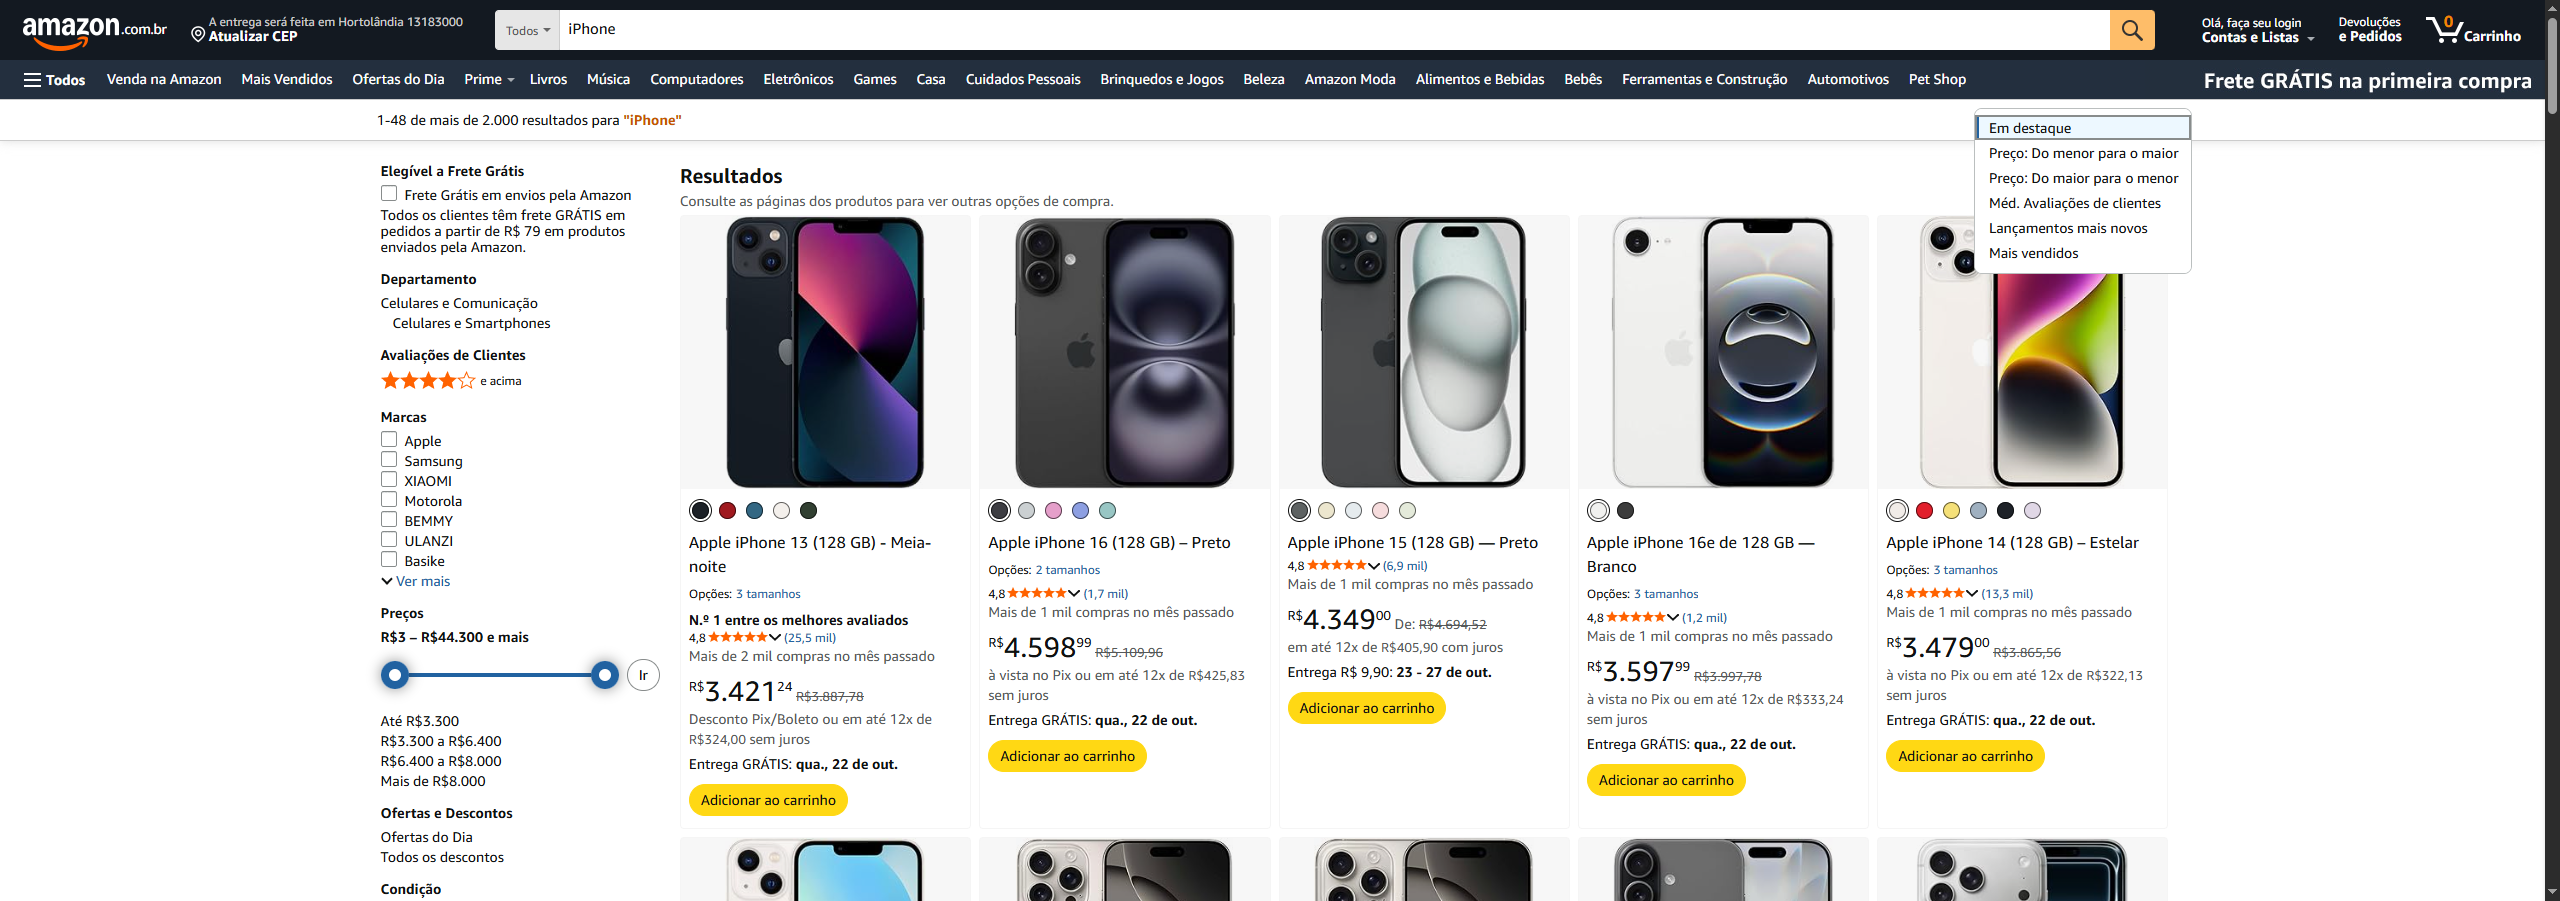 amazon.com.br
A entrega será feita em Hortolândia 13183000
Atualizar CEP
Todos
iPhone
Olá, faça seu login
Contas e Listas
Devoluções
e Pedidos
0
Carrinho
Todos
Venda na Amazon
Mais Vendidos
Ofertas do Dia
Prime
Livros
Música
Computadores
Eletrônicos
Games
Casa
Cuidados Pessoais
Brinquedos e Jogos
Beleza
Amazon Moda
Alimentos e Bebidas
Bebês
Ferramentas e Construção
Automotivos
Pet Shop
Frete GRÁTIS na primeira compra
1-48 de mais de 2.000 resultados para "iPhone"
Em destaque
Preço: Do menor para o maior
Preço: Do maior para o menor
Méd. Avaliações de clientes
Lançamentos mais novos
Mais vendidos
Elegível a Frete Grátis
Frete Grátis em envios pela Amazon
Todos os clientes têm frete GRÁTIS em
pedidos a partir de R$ 79 em produtos
enviados pela Amazon.
Departamento
Celulares e Comunicação
Celulares e Smartphones
Avaliações de Clientes
e acima
Marcas
Apple
Samsung
XIAOMI
Motorola
BEMMY
ULANZI
Basike
Ver mais
Preços
R$3 – R$44.300 e mais
Ir
Até R$3.300
R$3.300 a R$6.400
R$6.400 a R$8.000
Mais de R$8.000
Ofertas e Descontos
Ofertas do Dia
Todos os descontos
Condição
Resultados
Consulte as páginas dos produtos para ver outras opções de compra.
Apple iPhone 13 (128 GB) - Meia-
noite
Opções: 3 tamanhos
N.º 1 entre os melhores avaliados
4,8 (25,5 mil)
Mais de 2 mil compras no mês passado
R$3.42124 R$3.887,78
Desconto Pix/Boleto ou em até 12x de
R$324,00 sem juros
Entrega GRÁTIS: qua., 22 de out.
Adicionar ao carrinho
Apple iPhone 16 (128 GB) – Preto
Opções: 2 tamanhos
4,8 (1,7 mil)
Mais de 1 mil compras no mês passado
R$4.59899 R$5.109,96
à vista no Pix ou em até 12x de R$425,83
sem juros
Entrega GRÁTIS: qua., 22 de out.
Adicionar ao carrinho
Apple iPhone 15 (128 GB) — Preto
4,8 (6,9 mil)
Mais de 1 mil compras no mês passado
R$4.34900 De: R$4.694,52
em até 12x de R$405,90 com juros
Entrega R$ 9,90: 23 - 27 de out.
Adicionar ao carrinho
Apple iPhone 16e de 128 GB —
Branco
Opções: 3 tamanhos
4,8 (1,2 mil)
Mais de 1 mil compras no mês passado
R$3.59799 R$3.997,78
à vista no Pix ou em até 12x de R$333,24
sem juros
Entrega GRÁTIS: qua., 22 de out.
Adicionar ao carrinho
Apple iPhone 14 (128 GB) – Estelar
Opções: 3 tamanhos
4,8 (13,3 mil)
Mais de 1 mil compras no mês passado
R$3.47900 R$3.865,56
à vista no Pix ou em até 12x de R$322,13
sem juros
Entrega GRÁTIS: qua., 22 de out.
Adicionar ao carrinho